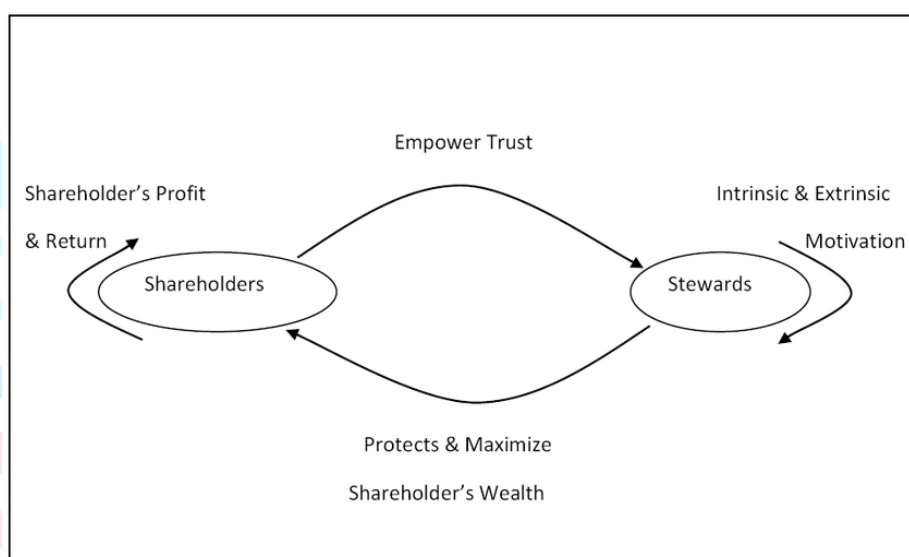 Empower Trust
Shareholder’s Profit
& Return
Intrinsic & Extrinsic
Motivation
Shareholders
Stewards
Protects & Maximize
Shareholder’s Wealth